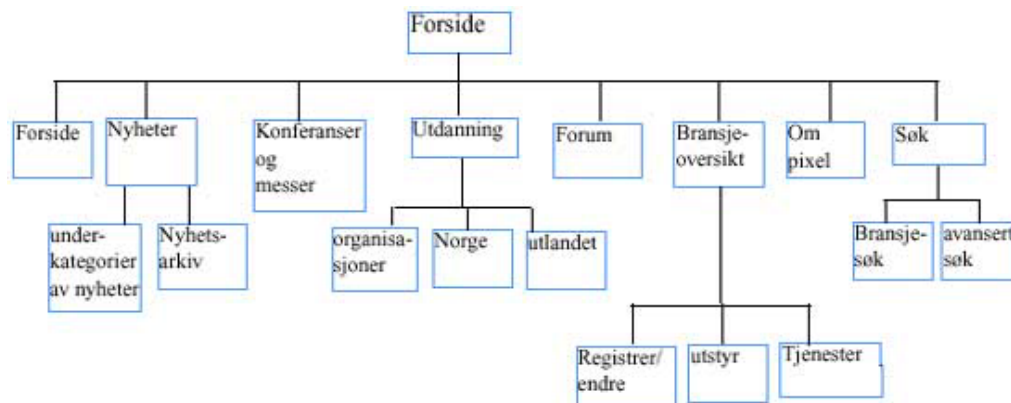 Forside
Forside
Nyheter
Konferanser
og
messer
Utdanning
Forum
Bransje-
oversikt
Om
pixel
Søk
under-
kategorier
av nyheter
Nyhets-
arkiv
organisa-
sjoner
Norge
utlandet
Bransje-
søk
avansert
søk
Registrer/
endre
utstyr
Tjenester